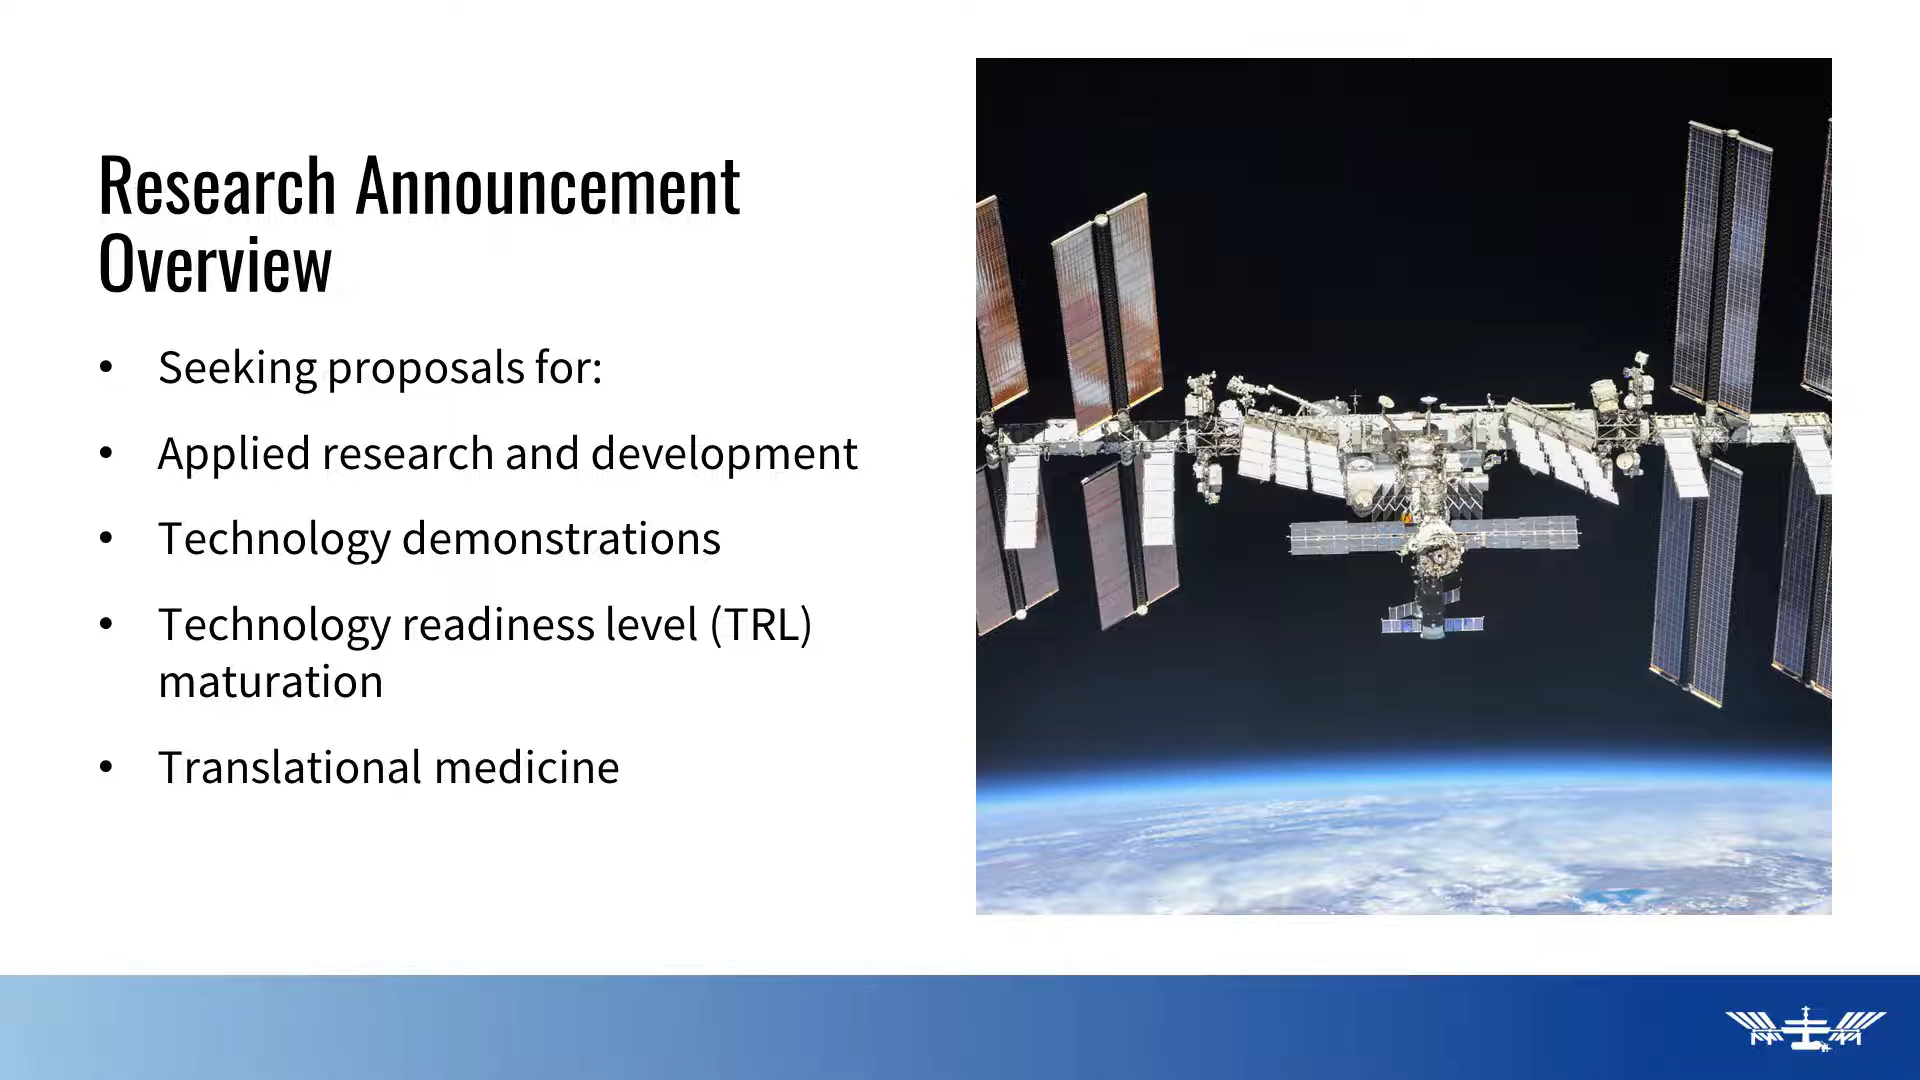 Research Announcement
Overview
• Seeking proposals for:
• Applied research and development
• Technology demonstrations
• Technology readiness level (TRL)
maturation
• Translational medicine